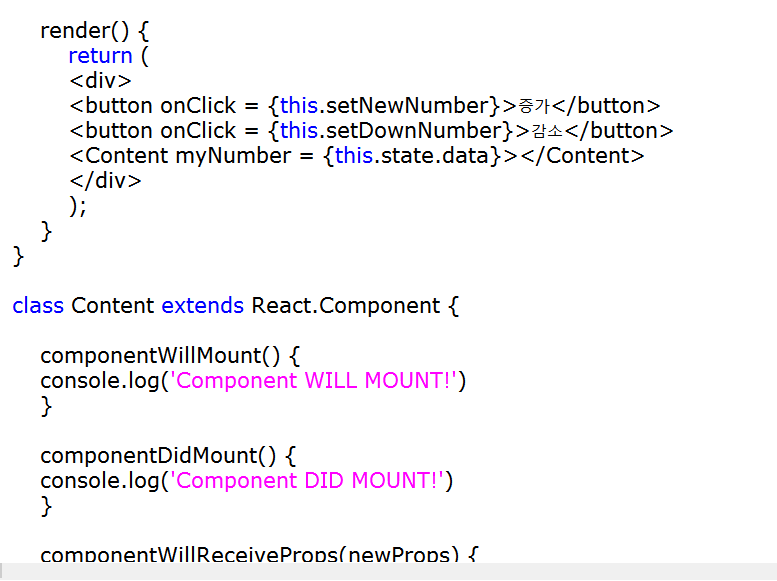 render() {
return (
<div>
<button onClick = {this.setNewNumber}>증가</button>
<button onClick = {this.setDownNumber}>감소</button>
<Content myNumber = {this.state.data}></Content>
</div>
);
}
}
class Content extends React.Component {
componentWillMount() {
console.log('Component WILL MOUNT!')
}
componentDidMount() {
console.log('Component DID MOUNT!')
}
componentWillReceiveProps(newProps) {